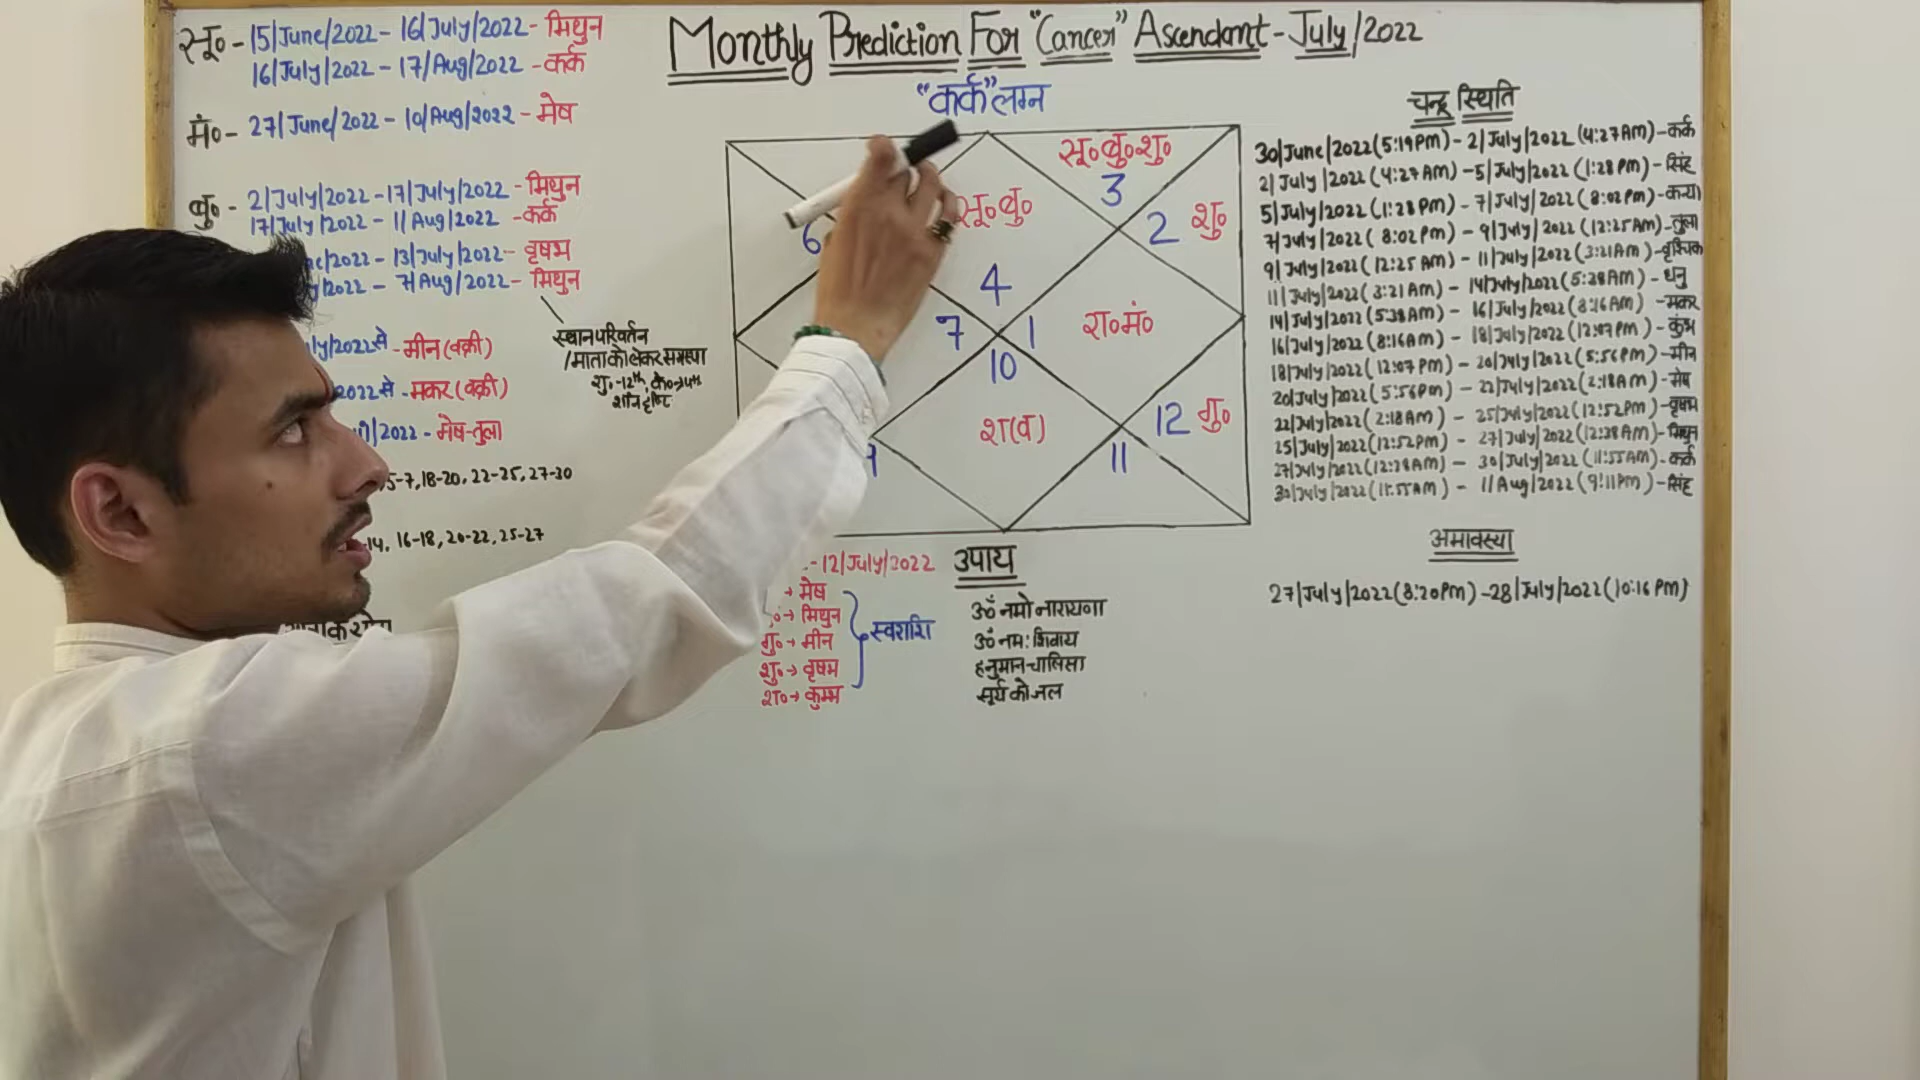 Monthly Prediction For "Cancer" Ascendant - July/2022
"कर्क" लग्न
सू० - 15/June/2022 - 16/July/2022 - मिथुन
16/July/2022 - 17/Aug/2022 - कर्क
मं० - 27/June/2022 - 10/Aug/2022 - मेष
बु० - 2/July/2022 - 17/July/2022 - मिथुन
17/July/2022 - 1/Aug/2022 - कर्क
2022 - 13/July/2022 - वृषभ
2022 - 7/Aug/2022 - मिथुन
स्थान परिवर्तन
/माता को लेकर समस्या
शु०-12th,
2022 से - मीन (वक्री)
2022 से - मकर (वक्री)
2022 - मेष-तुला
5-7, 18-20, 22-25, 27-30
14, 16-18, 20-22, 25-27
सू० बु० शु०
3
सू० बु०
2 शु०
6
4
7
1
रा० मं०
10
श(व)
12 गु०
11
चन्द्र स्थिति
30/June/2022 (5:19PM) - 2/July/2022 (4:27AM) - कर्क
2/July/2022 (4:27AM) - 5/July/2022 (1:28PM) - सिंह
5/July/2022 (1:28PM) - 7/July/2022 (8:02PM) - कन्या
7/July/2022 (8:02PM) - 9/July/2022 (12:25AM) - तुला
9/July/2022 (12:25AM) - 11/July/2022 (3:21AM) - वृश्चिक
11/July/2022 (3:21AM) - 14/July/2022 (5:38AM) - धनु
14/July/2022 (5:38AM) - 16/July/2022 (8:16AM) - मकर
16/July/2022 (8:16AM) - 18/July/2022 (12:07PM) - कुंभ
18/July/2022 (12:07PM) - 20/July/2022 (5:56PM) - मीन
20/July/2022 (5:56PM) - 22/July/2022 (2:18AM) - मेष
22/July/2022 (2:18AM) - 25/July/2022 (12:52PM) - वृषभ
25/July/2022 (12:52PM) - 27/July/2022 (12:38AM) - मिथुन
27/July/2022 (12:38AM) - 30/July/2022 (11:55AM) - कर्क
30/July/2022 (11:55AM) - 1/Aug/2022 (9:11PM) - सिंह
अमावस्या
27/July/2022 (8:20PM) - 28/July/2022 (10:16PM)
- 12/July/2022
→ मेष
→ मिथुन
गु० → मीन
शु० → वृषभ
श० → कुम्भ
स्वराशि
उपाय
ॐ नमो नारायणा
ॐ नम: शिवाय
हनुमान चालिसा
सूर्य को जल